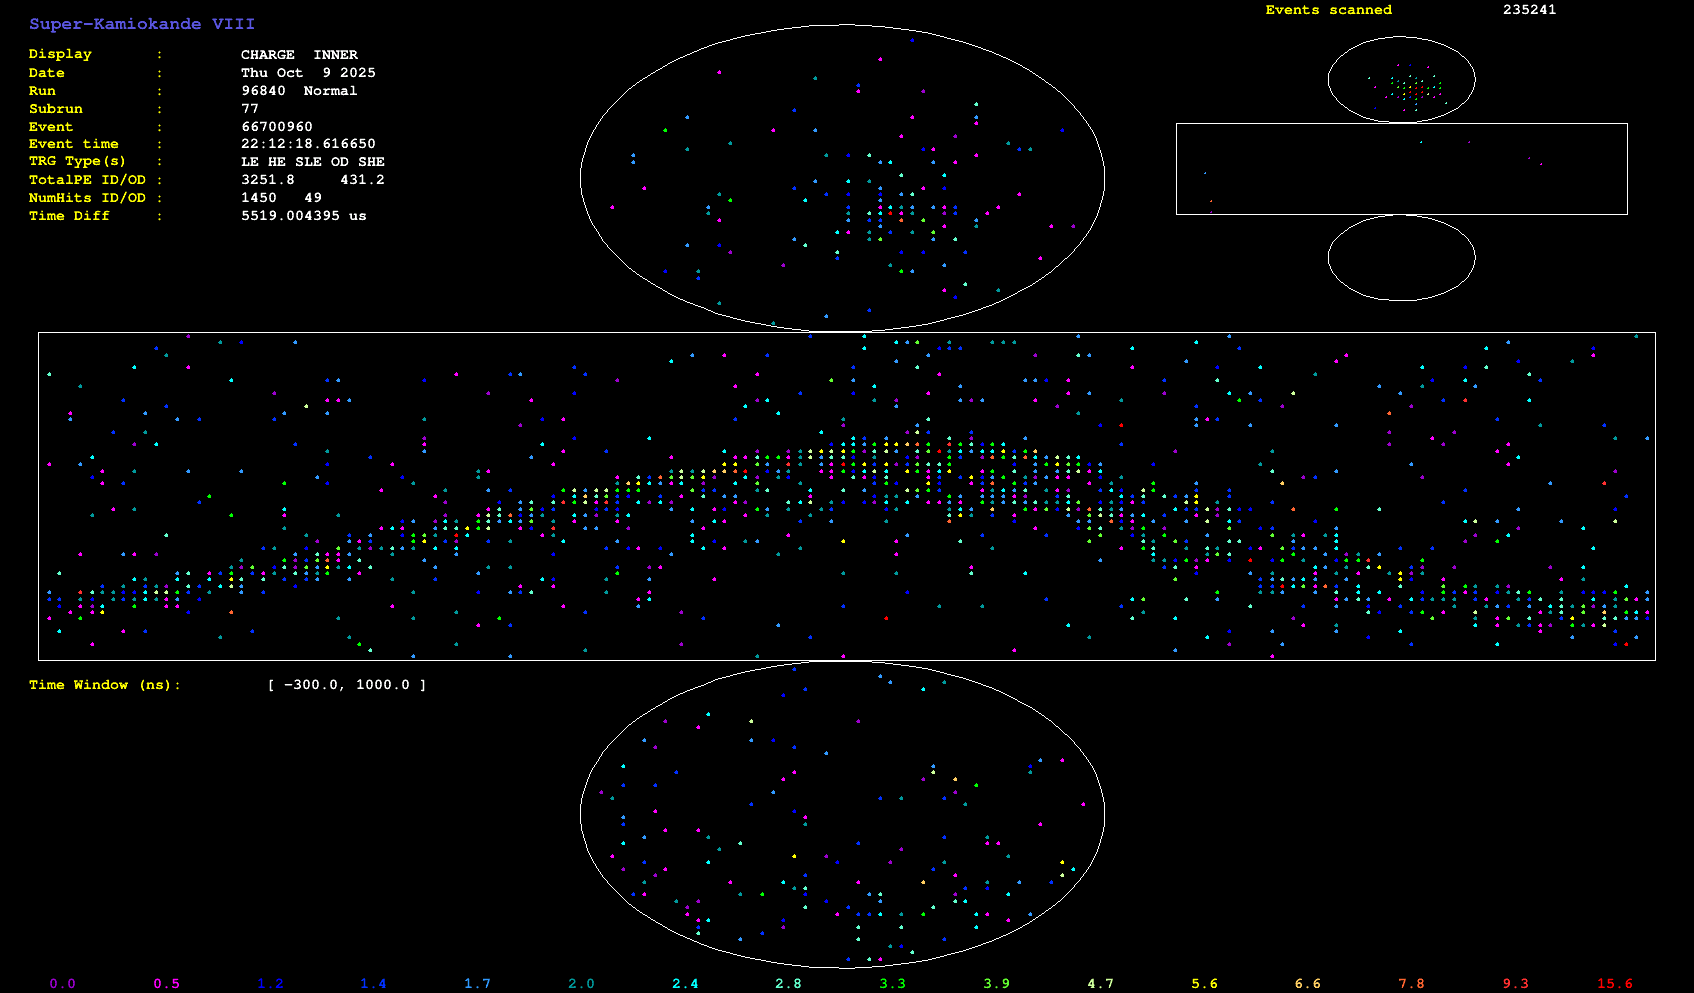 Super-Kamiokande VIII
Events scanned 235241
Display : CHARGE INNER
Date : Thu Oct 9 2025
Run : 96840 Normal
Subrun : 77
Event : 66700960
Event time : 22:12:18.616650
TRG Type(s) : LE HE SLE OD SHE
TotalPE ID/OD : 3251.8 431.2
NumHits ID/OD : 1450 49
Time Diff : 5519.004395 us
Time Window (ns): [ -300.0, 1000.0 ]
0.0 0.5 1.2 1.4 1.7 2.0 2.4 2.8 3.3 3.9 4.7 5.6 6.6 7.8 9.3 15.6